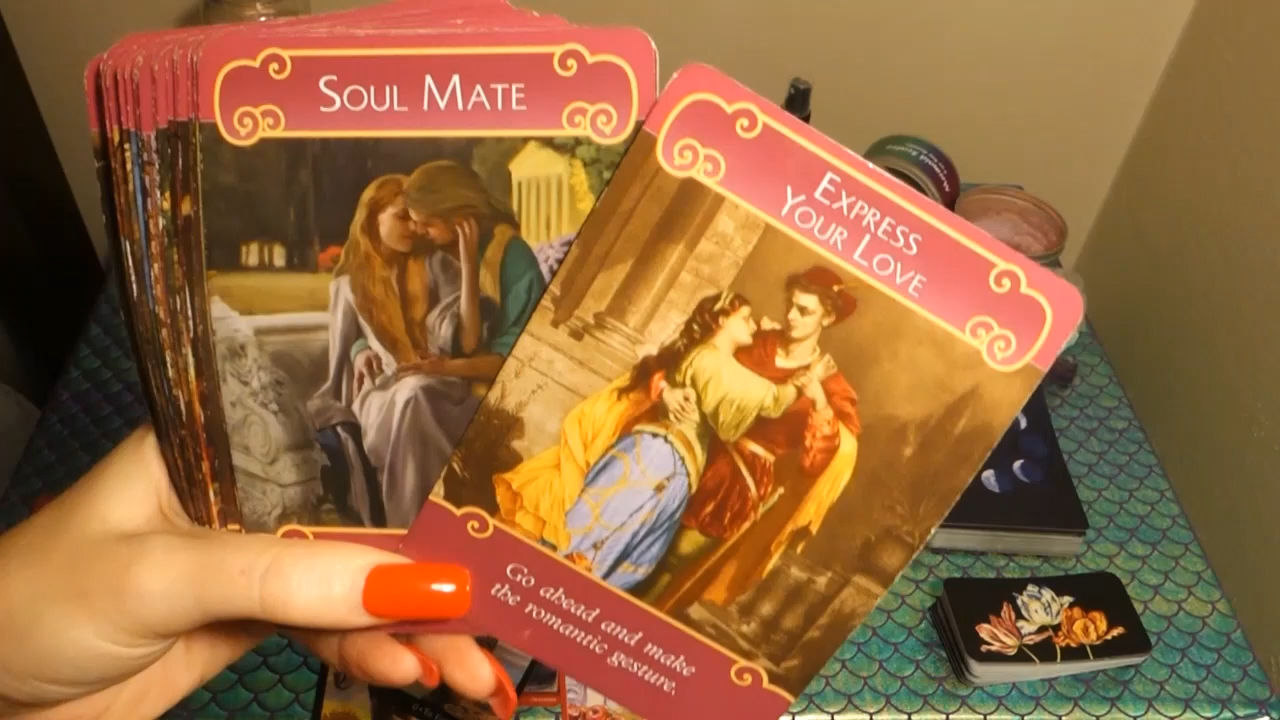 SOUL MATE
EXPRESS
YOUR LOVE
Go ahead and make
the romantic gesture.